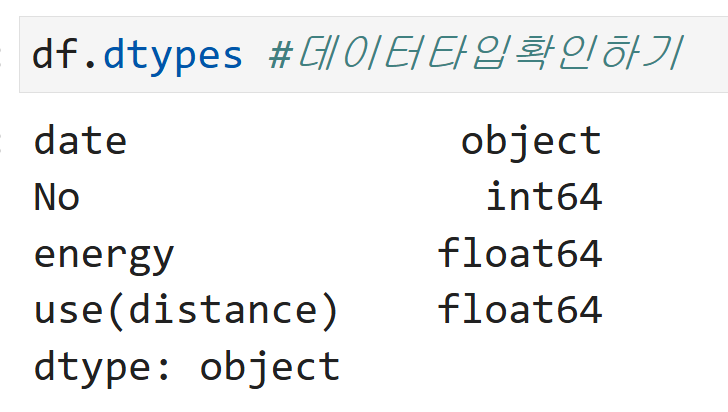 df.dtypes #데이터타입확인하기
date object
No int64
energy float64
use(distance) float64
dtype: object